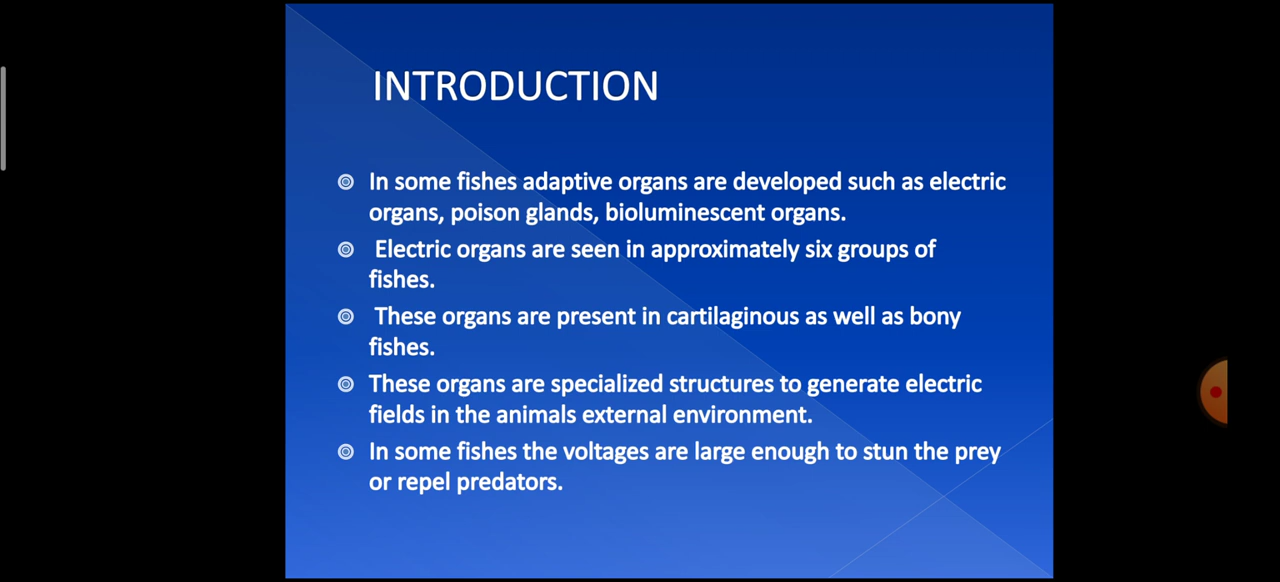 INTRODUCTION
In some fishes adaptive organs are developed such as electric
organs, poison glands, bioluminescent organs.
Electric organs are seen in approximately six groups of
fishes.
These organs are present in cartilaginous as well as bony
fishes.
These organs are specialized structures to generate electric
fields in the animals external environment.
In some fishes the voltages are large enough to stun the prey
or repel predators.